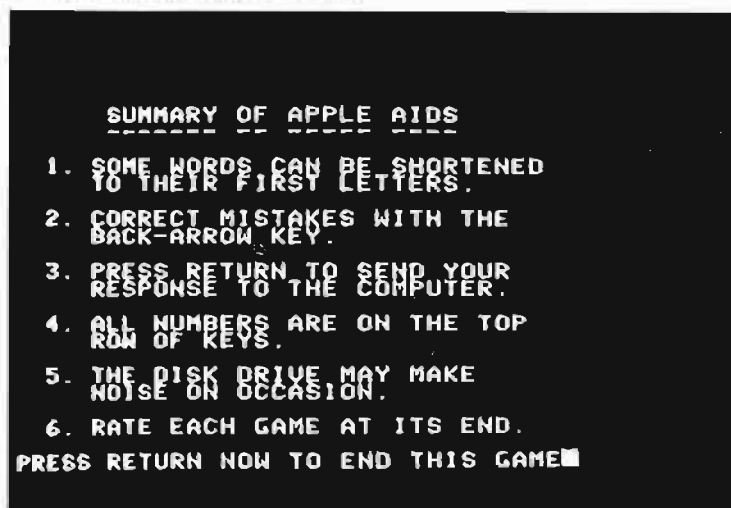 SUMMARY OF APPLE AIDS
1. SOME WORDS CAN BE SHORTENED
TO THEIR FIRST LETTERS.
2. CORRECT MISTAKES WITH THE
BACK-ARROW KEY.
3. PRESS RETURN TO SEND YOUR
RESPONSE TO THE COMPUTER.
4. ALL NUMBERS ARE ON THE TOP
ROW OF KEYS.
5. THE DISK DRIVE MAY MAKE
NOISE ON OCCASION.
6. RATE EACH GAME AT ITS END.
PRESS RETURN NOW TO END THIS GAME